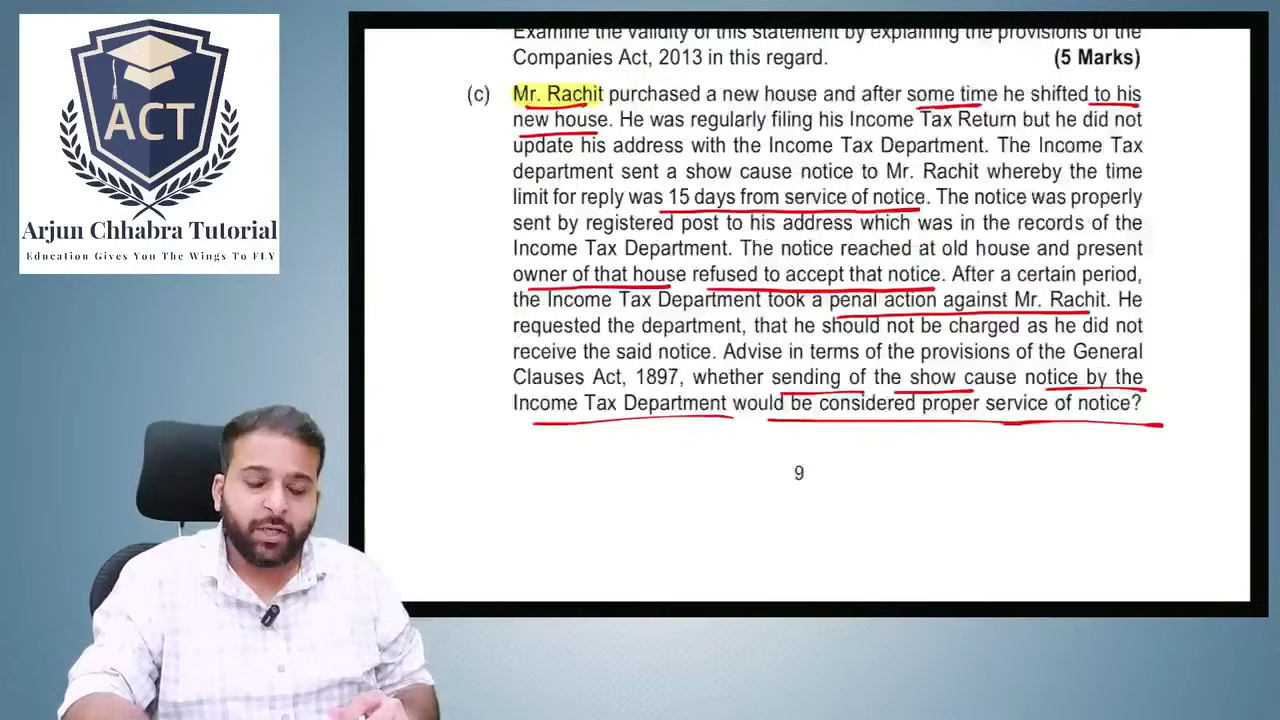 ACT
Arjun Chhabra Tutorial
Education Gives You The Wings To FLY
Examine the validity of this statement by explaining the provisions of the
Companies Act, 2013 in this regard. (5 Marks)
(c) Mr. Rachit purchased a new house and after some time he shifted to his
new house. He was regularly filing his Income Tax Return but he did not
update his address with the Income Tax Department. The Income Tax
department sent a show cause notice to Mr. Rachit whereby the time
limit for reply was 15 days from service of notice. The notice was properly
sent by registered post to his address which was in the records of the
Income Tax Department. The notice reached at old house and present
owner of that house refused to accept that notice. After a certain period,
the Income Tax Department took a penal action against Mr. Rachit. He
requested the department, that he should not be charged as he did not
receive the said notice. Advise in terms of the provisions of the General
Clauses Act, 1897, whether sending of the show cause notice by the
Income Tax Department would be considered proper service of notice?
9